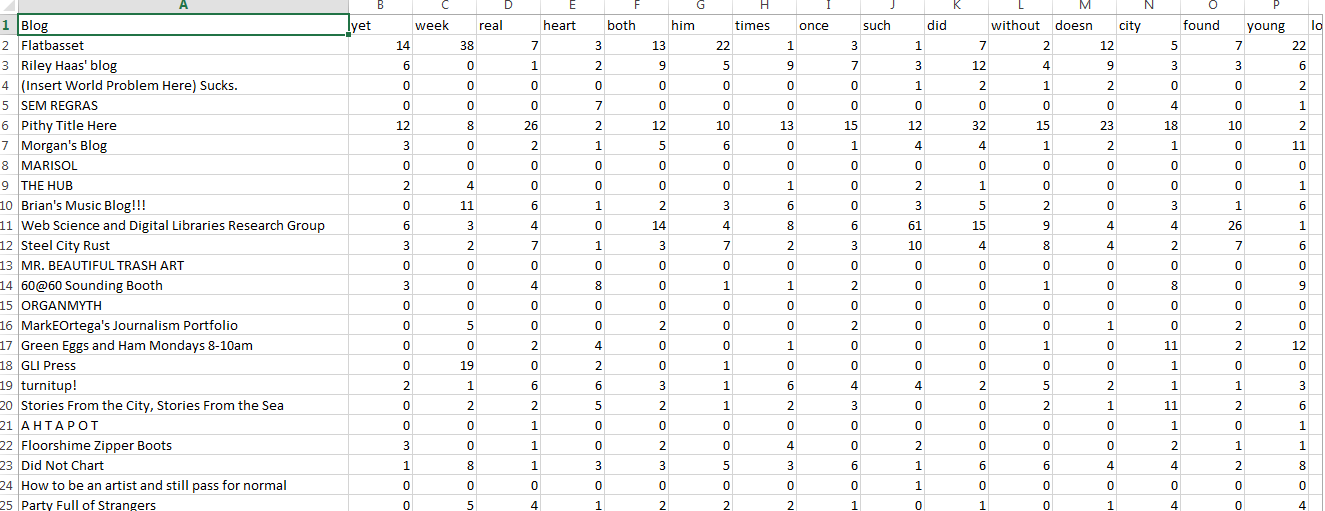 A B C D E F G H I J K L M N O P
1 Blog yet week real heart both him times once such did without doesn city found young lo
2 Flatbasset 14 38 7 3 13 22 1 3 1 7 2 12 5 7 22
3 Riley Haas' blog 6 0 1 2 9 5 9 7 3 12 4 9 3 3 6
4 (Insert World Problem Here) Sucks. 0 0 0 0 0 0 0 0 1 2 1 2 0 0 2
5 SEM REGRAS 0 0 0 7 0 0 0 0 0 0 0 0 4 0 1
6 Pithy Title Here 12 8 26 2 12 10 13 15 12 32 15 23 18 10 2
7 Morgan's Blog 3 0 2 1 5 6 0 1 4 4 1 2 1 0 11
8 MARISOL 0 0 0 0 0 0 0 0 0 0 0 0 0 0 0
9 THE HUB 2 4 0 0 0 0 1 0 2 1 0 0 0 0 1
10 Brian's Music Blog!!! 0 11 6 1 2 3 6 0 3 5 2 0 3 1 6
11 Web Science and Digital Libraries Research Group 6 3 4 0 14 4 8 6 61 15 9 4 4 26 1
12 Steel City Rust 3 2 7 1 3 7 2 3 10 4 8 4 2 7 6
13 MR. BEAUTIFUL TRASH ART 0 0 0 0 0 0 0 0 0 0 0 0 0 0 0
14 60@60 Sounding Booth 3 0 4 8 0 1 1 2 0 0 1 0 8 0 9
15 ORGANMYTH 0 0 0 0 0 0 0 0 0 0 0 0 0 0 0
16 MarkEOrtega's Journalism Portfolio 0 5 0 0 2 0 0 2 0 0 0 1 0 2 0
17 Green Eggs and Ham Mondays 8-10am 0 0 2 4 0 0 1 0 0 0 1 0 11 2 12
18 GLI Press 0 19 0 2 0 1 0 0 0 0 0 0 1 0 0
19 turnitup! 2 1 6 6 3 1 6 4 4 2 5 2 1 1 3
20 Stories From the City, Stories From the Sea 0 2 2 5 2 1 2 3 0 0 2 1 11 2 6
21 A H T A P O T 0 0 1 0 0 0 0 0 0 0 0 0 1 0 1
22 Floorshime Zipper Boots 3 0 1 0 2 0 4 0 2 0 0 0 2 1 1
23 Did Not Chart 1 8 1 3 3 5 3 6 1 6 6 4 4 2 8
24 How to be an artist and still pass for normal 0 0 0 0 0 0 0 0 1 0 0 0 0 0 0
25 Party Full of Strangers 0 5 4 1 2 2 2 1 0 1 0 1 4 0 4